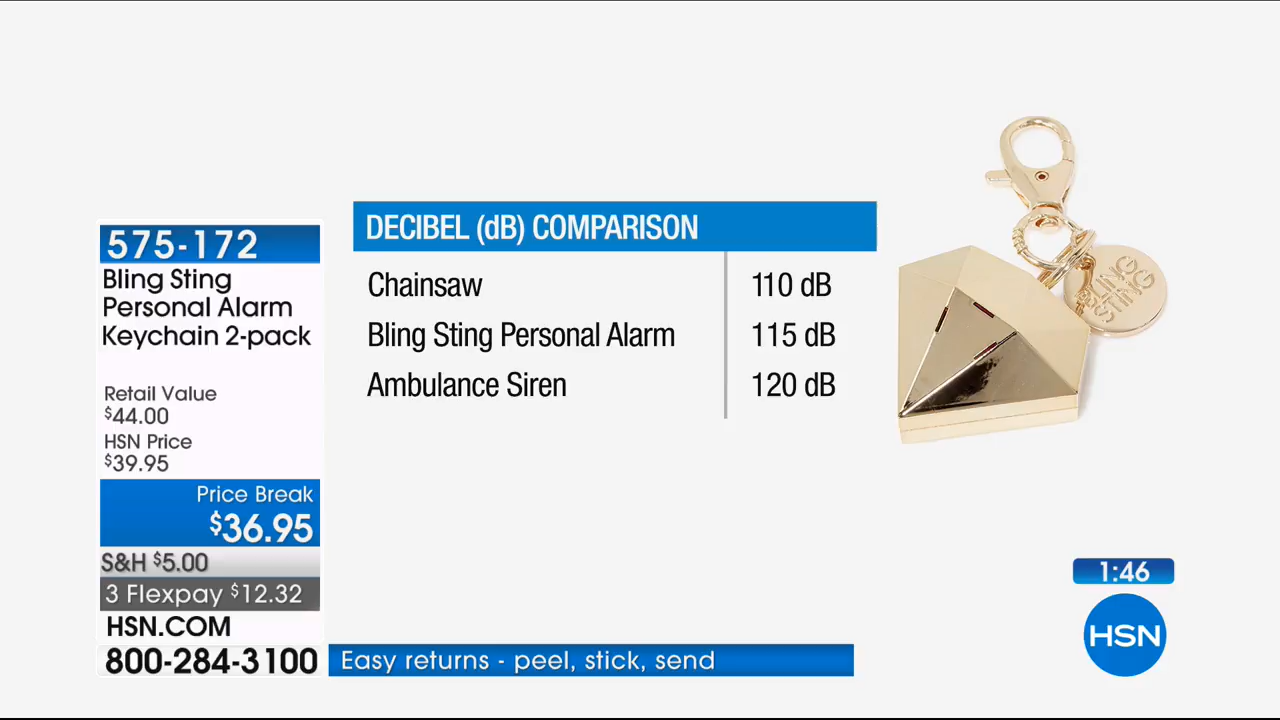 575-172
Bling Sting
Personal Alarm
Keychain 2-pack
Retail Value
$44.00
HSN Price
$39.95
Price Break
$36.95
S&H $5.00
3 Flexpay $12.32
HSN.COM
800-284-3100
DECIBEL (dB) COMPARISON
Chainsaw 110 dB
Bling Sting Personal Alarm 115 dB
Ambulance Siren 120 dB
BLING
STING
1:46
HSN
Easy returns - peel, stick, send